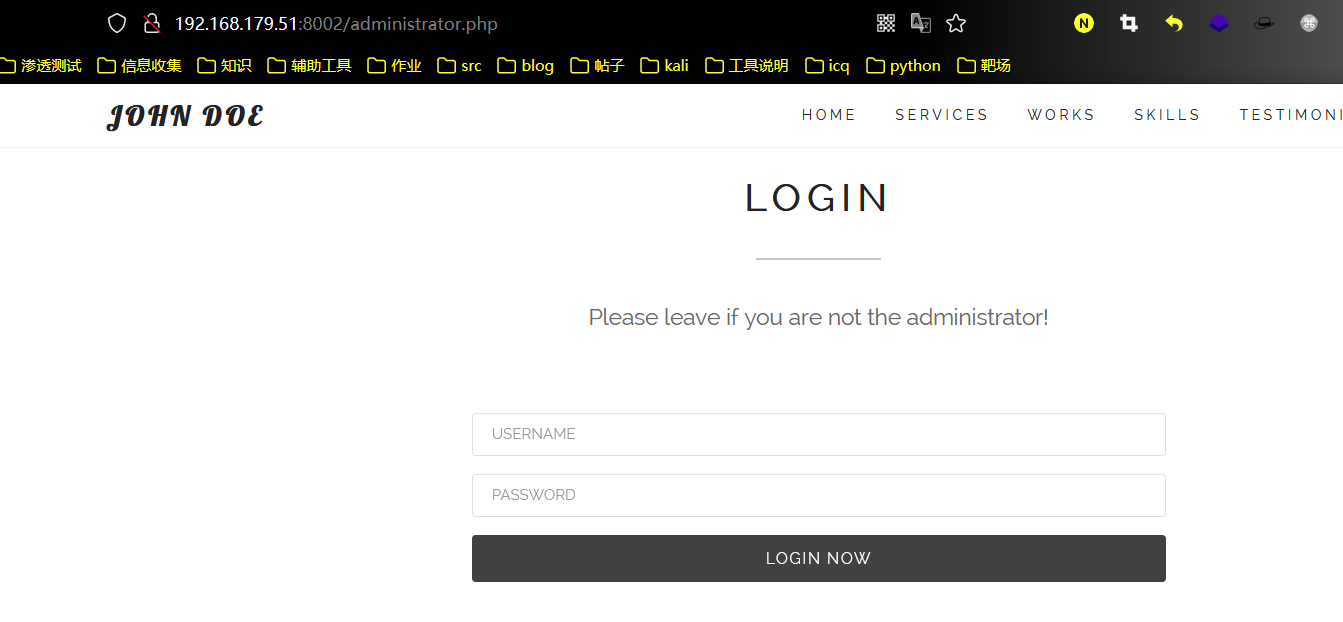 192.168.179.51:8002/administrator.php
渗透测试 信息收集 知识 辅助工具 作业 src blog 帖子 kali 工具说明 icq python 靶场
JOHN DOE HOME SERVICES WORKS SKILLS TESTIMONI
LOGIN
Please leave if you are not the administrator!
USERNAME
PASSWORD
LOGIN NOW